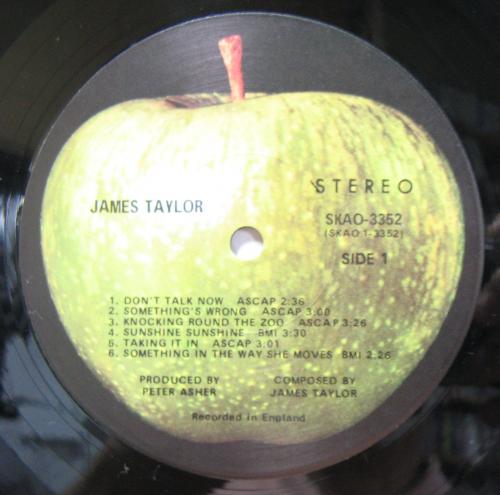 JAMES TAYLOR
STEREO
SKAO-3352
(SKAO 1-3352)
SIDE 1
1. DON'T TALK NOW ASCAP 2:36
2. SOMETHING'S WRONG ASCAP 3:00
3. KNOCKING ROUND THE ZOO ASCAP 3:26
4. SUNSHINE SUNSHINE BMI 3:30
5. TAKING IT IN ASCAP 3:01
6. SOMETHING IN THE WAY SHE MOVES BMI 2:26
PRODUCED BY
PETER ASHER
COMPOSED BY
JAMES TAYLOR
Recorded in England